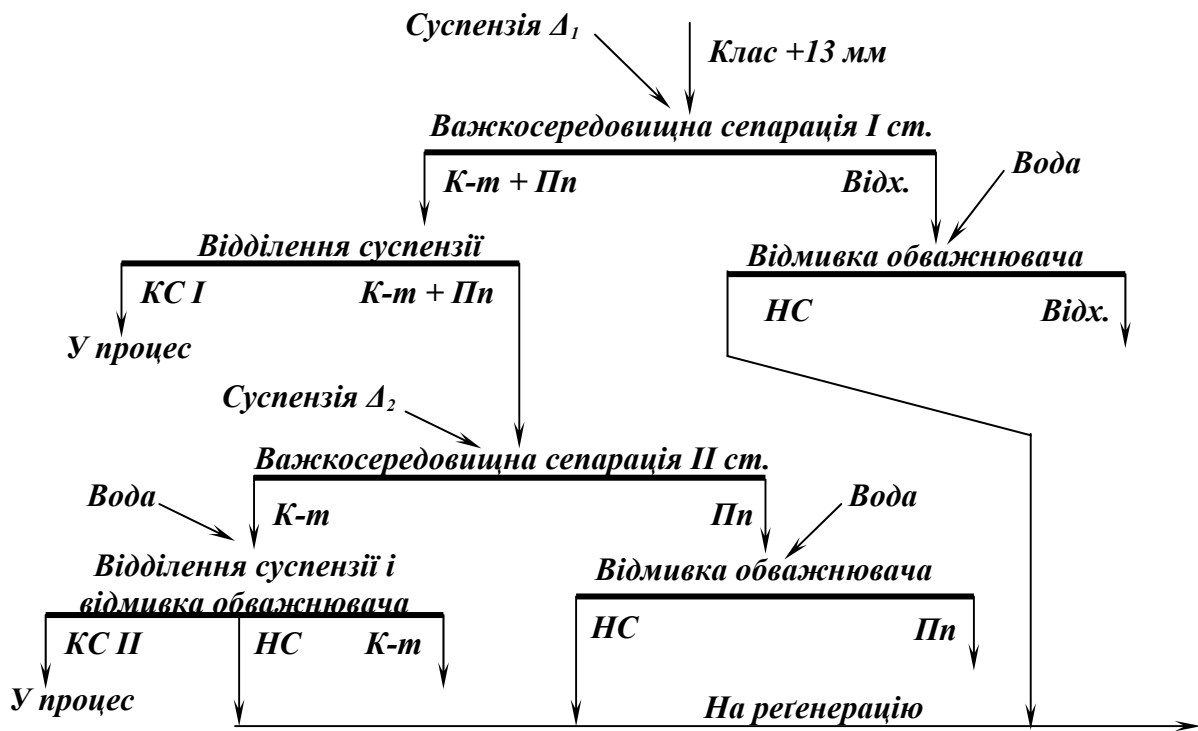 Суспензія Δ₁
Клас +13 мм
Важкосередовищна сепарація I ст.
К-т + Пп
Відх.
Вода
Відділення суспензії
Відмивка обважнювача
КС I
К-т + Пп
НС
Відх.
У процес
Суспензія Δ₂
Важкосередовищна сепарація II ст.
Вода
К-т
Пп
Вода
Відділення суспензії і
відмивка обважнювача
Відмивка обважнювача
КС II
НС
К-т
НС
Пп
У процес
На реґенерацію